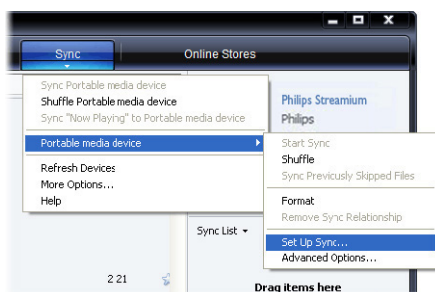 Sync
Online Stores
Sync Portable media device
Shuffle Portable media device
Sync "Now Playing" to Portable media device
Portable media device
Refresh Devices
More Options...
Help
Philips Streamium
Philips
Start Sync
Shuffle
Sync Previcusly Skipped Files
Format
Remove Sync Relationship
Set Up Sync...
Advanced Options...
Sync List
2 21
Drag items here